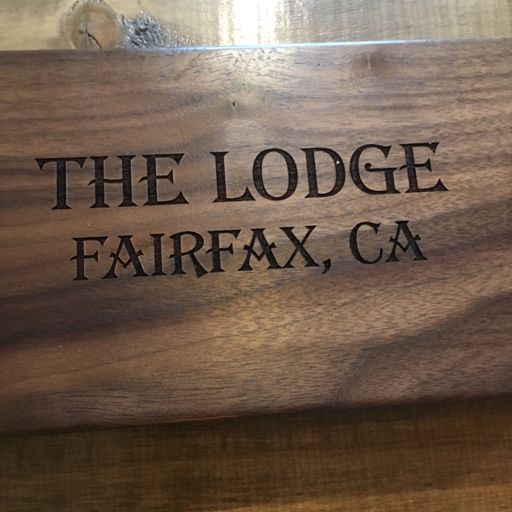 THE LODGE
FAIRFAX, CA